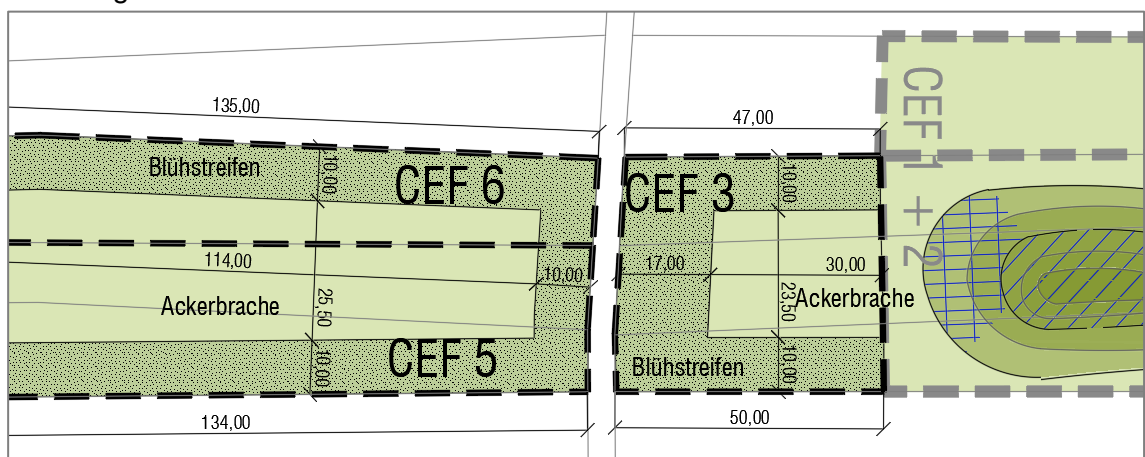 135,00
47,00
Blühstreifen
10,00
CEF 6
CEF 3
10,00
CEF 1 + 2
114,00
10,00
17,00
30,00
Ackerbrache
25,50
23,50
Ackerbrache
10,00
CEF 5
Blühstreifen
10,00
134,00
50,00